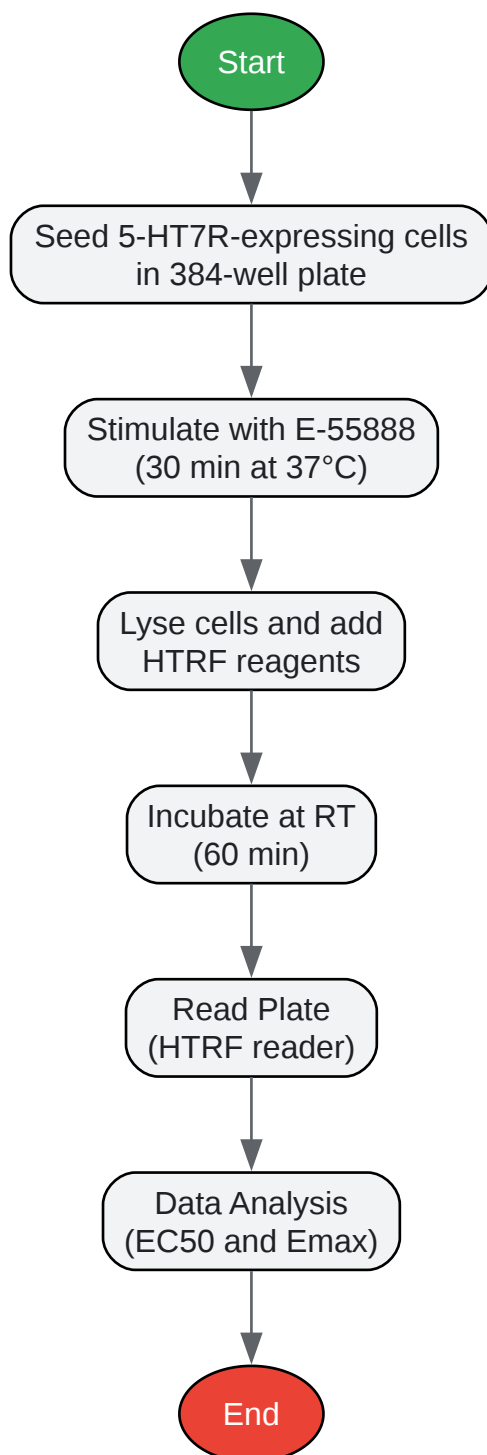 Start
Seed 5-HT7R-expressing cells
in 384-well plate
Stimulate with E-55888
(30 min at 37°C)
Lyse cells and add
HTRF reagents
Incubate at RT
(60 min)
Read Plate
(HTRF reader)
Data Analysis
(EC50 and Emax)
End